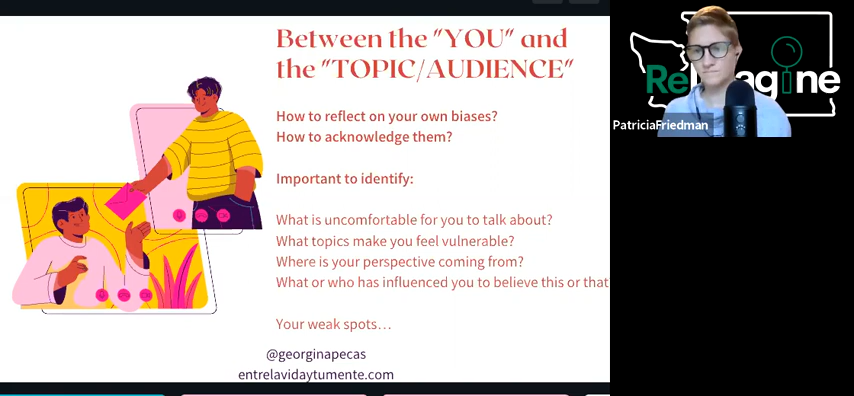 Between the "YOU" and
the "TOPIC/AUDIENCE"
How to reflect on your own biases?
How to acknowledge them?
Important to identify:
What is uncomfortable for you to talk about?
What topics make you feel vulnerable?
Where is your perspective coming from?
What or who has influenced you to believe this or that
Your weak spots...
@georginapecas
entrelavidaytumente.com
PatriciaFriedman